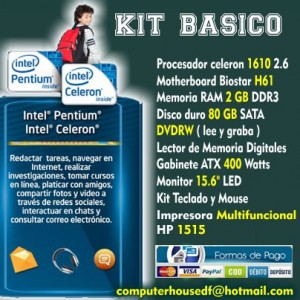 KIT BASICO
Procesador celeron 1610 2.6
Motherboard Biostar H61
Memoria RAM 2 GB DDR3
Disco duro 80 GB SATA
DVDRW ( lee y graba )
Lector de Memoria Digitales
Gabinete ATX 400 Watts
Monitor 15.6" LED
Kit Teclado y Mouse
Impresora Multifuncional
HP 1515
intel
Pentium
inside
intel
Celeron
inside
Intel® Pentium®
Intel® Celeron®
Redactar tareas, navegar en
Internet, realizar
investigaciones, tomar cursos
en línea, platicar con amigos,
compartir fotos y video a
través de redes sociales,
interactuar en chats y
consultar correo electrónico.
Formas de Pago
VISA PayPal COD DÉBITO DEPÓSITO
computerhousedf@hotmail.com